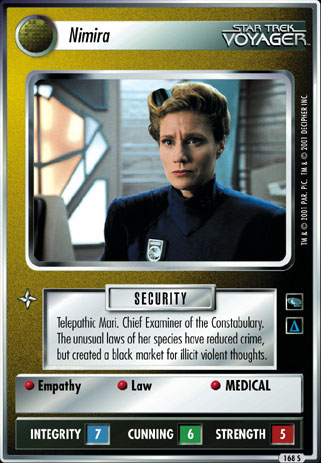 Nimira
STAR TREK
VOYAGER
TM & © 2001 PAR. PIC. TM & © 2001 DECIPHER INC.
SECURITY
Telepathic Mari. Chief Examiner of the Constabulary.
The unusual laws of her species have reduced crime,
but created a black market for illicit violent thoughts.
Empathy Law MEDICAL
INTEGRITY 7 CUNNING 6 STRENGTH 5
168 S